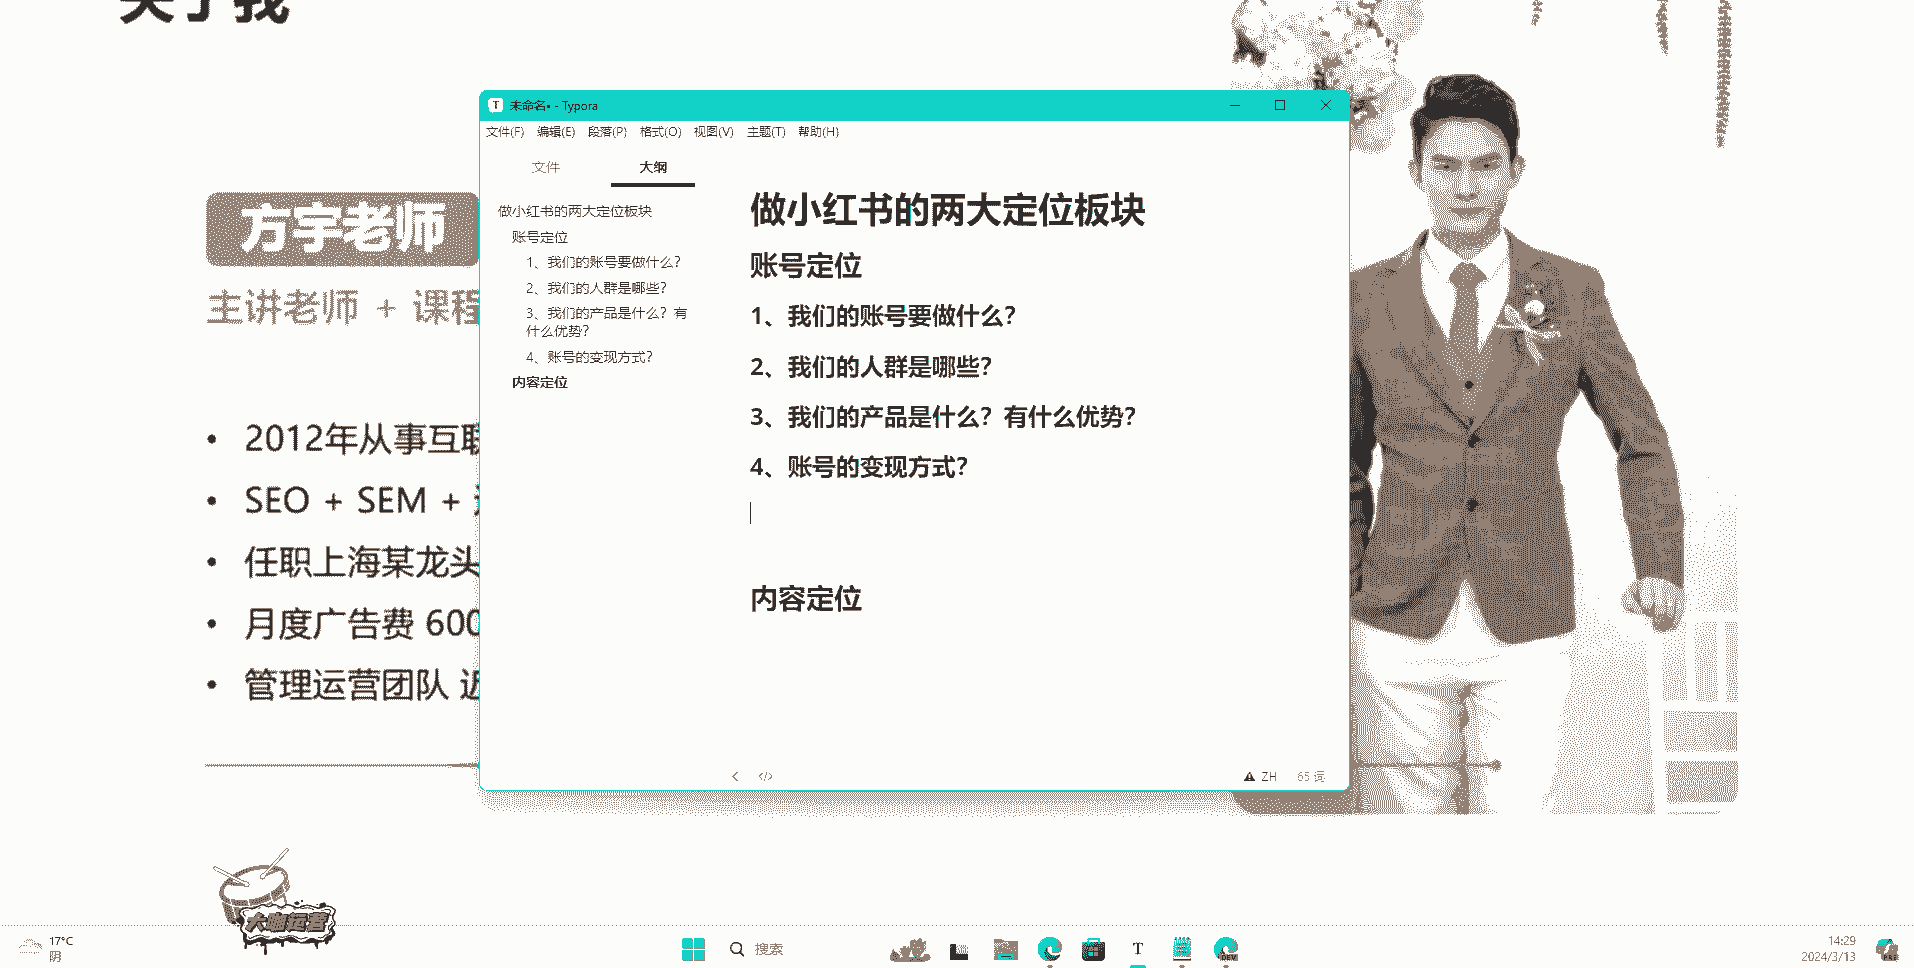 关于我
方宇老师
主讲老师 + 课程
• 2012年从事互联
• SEO + SEM +
• 任职上海某龙头
• 月度广告费 600
• 管理运营团队 近
未命名• - Typora
文件(F) 编辑(E) 段落(P) 格式(O) 视图(V) 主题(T) 帮助(H)
文件 大纲
做小红书的两大定位板块
账号定位
1、我们的账号要做什么?
2、我们的人群是哪些?
3、我们的产品是什么? 有
什么优势?
4、账号的变现方式?
内容定位
做小红书的两大定位板块
账号定位
1、我们的账号要做什么?
2、我们的人群是哪些?
3、我们的产品是什么? 有什么优势?
4、账号的变现方式?
内容定位
ZH 65 词
大咖运营
17°C
阴
搜索
DEV
14:29
2024/3/13
PRE